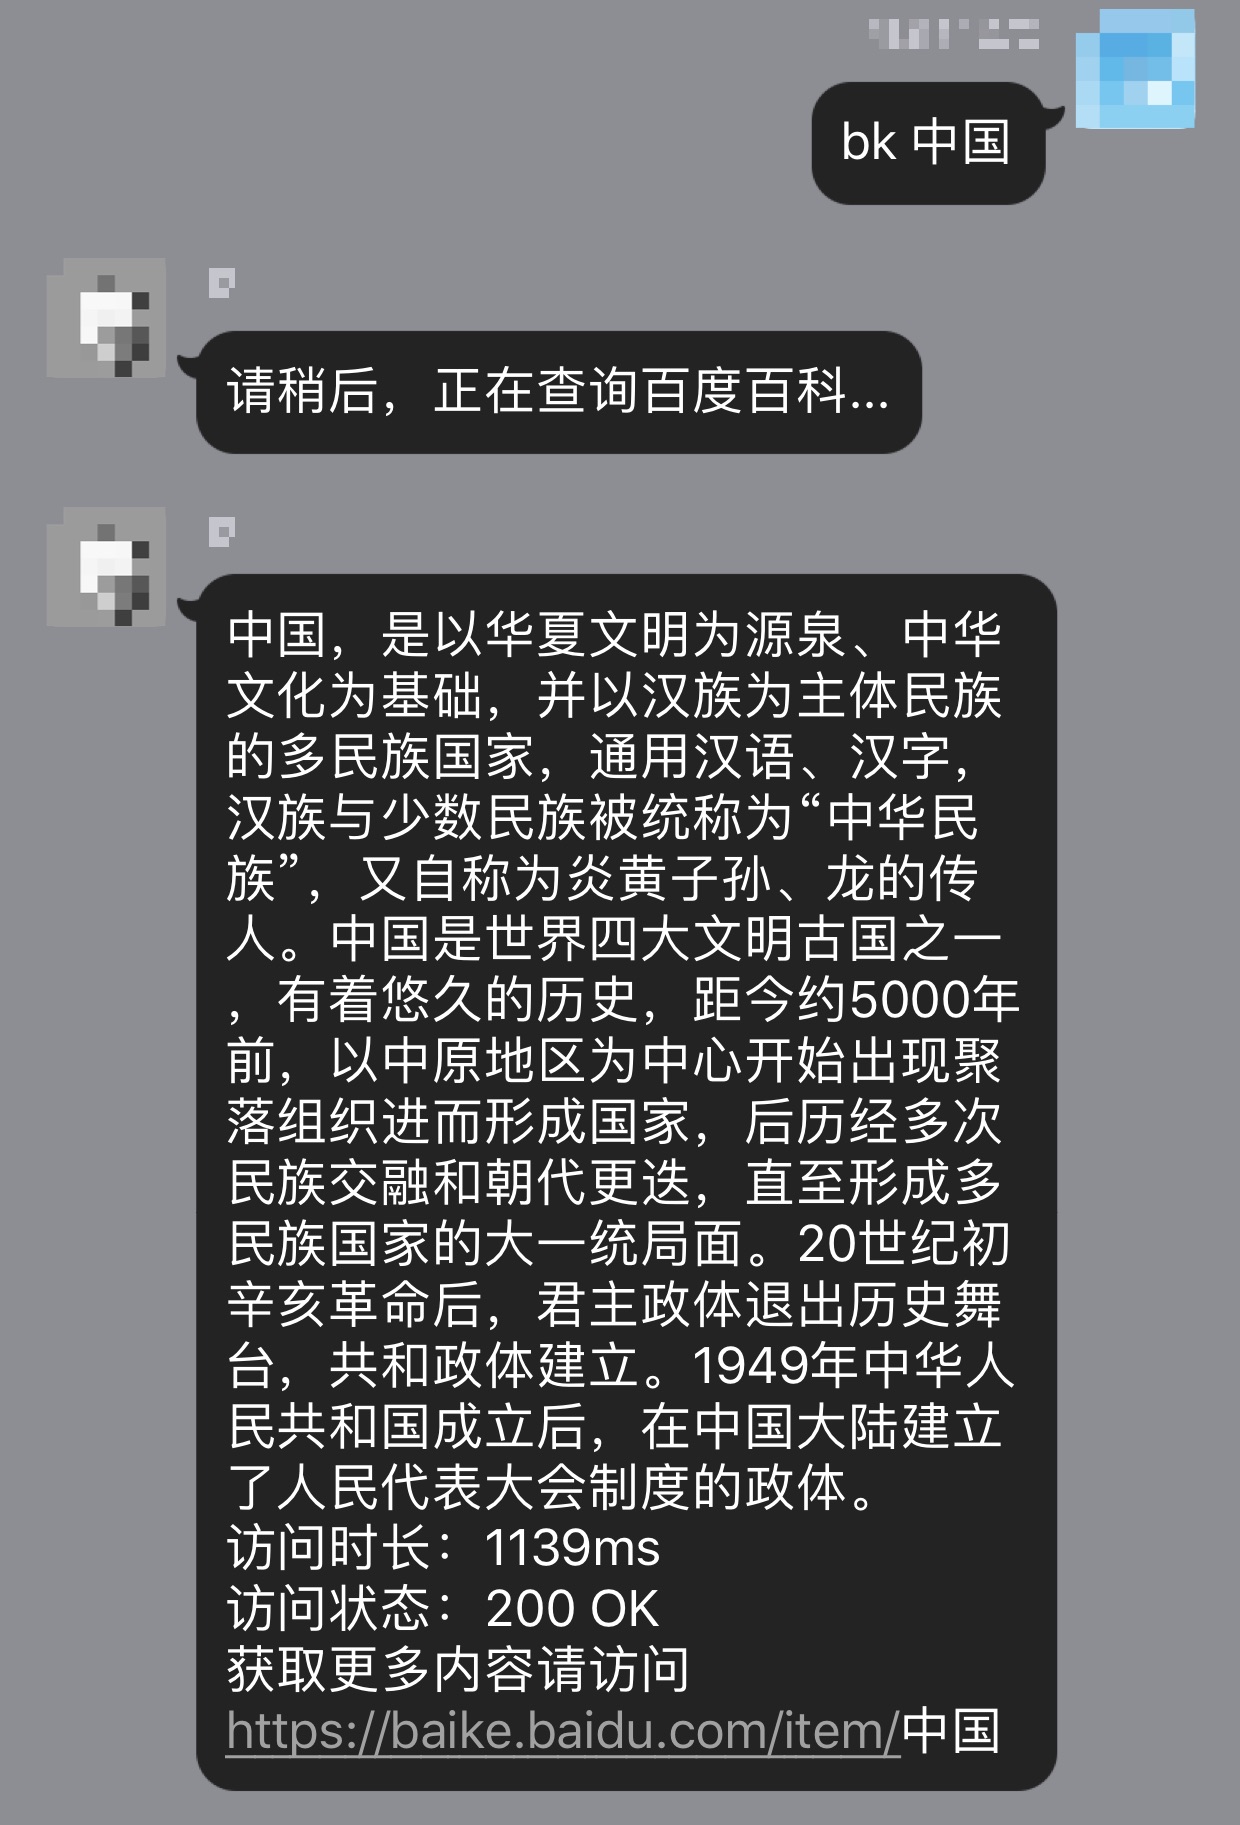 bk 中国
请稍后，正在查询百度百科...
中国，是以华夏文明为源泉、中华
文化为基础，并以汉族为主体民族
的多民族国家，通用汉语、汉字，
汉族与少数民族被统称为“中华民
族”，又自称为炎黄子孙、龙的传
人。中国是世界四大文明古国之一
，有着悠久的历史，距今约5000年
前，以中原地区为中心开始出现聚
落组织进而形成国家，后历经多次
民族交融和朝代更迭，直至形成多
民族国家的大一统局面。20世纪初
辛亥革命后，君主政体退出历史舞
台，共和政体建立。1949年中华人
民共和国成立后，在中国大陆建立
了人民代表大会制度的政体。
访问时长：1139ms
访问状态：200 OK
获取更多内容请访问
https://baike.baidu.com/item/中国